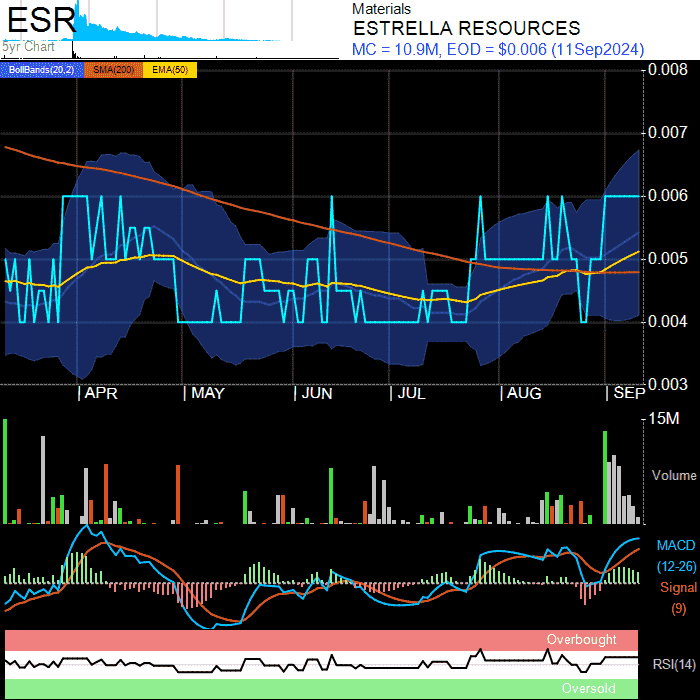 ESR
5yr Chart
Materials
ESTRELLA RESOURCES
MC = 10.9M, EOD = $0.006 (11Sep2024)
BollBands(20,2) SMA(200) EMA(50)
0.008
0.007
0.006
0.005
0.004
0.003
APR MAY JUN JUL AUG SEP
15M
Volume
MACD
(12-26)
Signal
(9)
Overbought
RSI(14)
Oversold